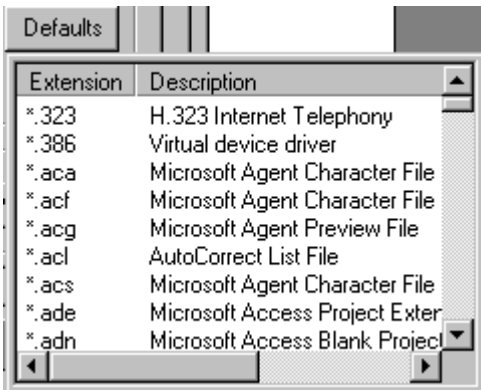 Defaults
Extension Description
*.323 H.323 Internet Telephony
*.386 Virtual device driver
*.aca Microsoft Agent Character File
*.acf Microsoft Agent Character File
*.acg Microsoft Agent Preview File
*.acl AutoCorrect List File
*.acs Microsoft Agent Character File
*.ade Microsoft Access Project Exter
*.adn Microsoft Access Blank Project